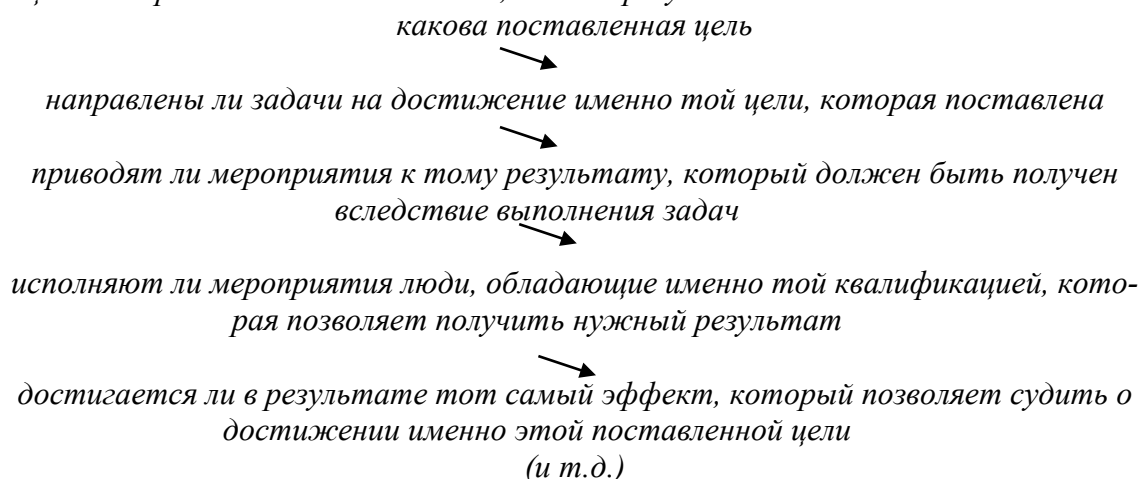 какова поставленная цель
направлены ли задачи на достижение именно той цели, которая поставлена
приводят ли мероприятия к тому результату, который должен быть получен
вследствие выполнения задач
исполняют ли мероприятия люди, обладающие именно той квалификацией, кото-
рая позволяет получить нужный результат
достигается ли в результате тот самый эффект, который позволяет судить о
достижении именно этой поставленной цели
(и т.д.)